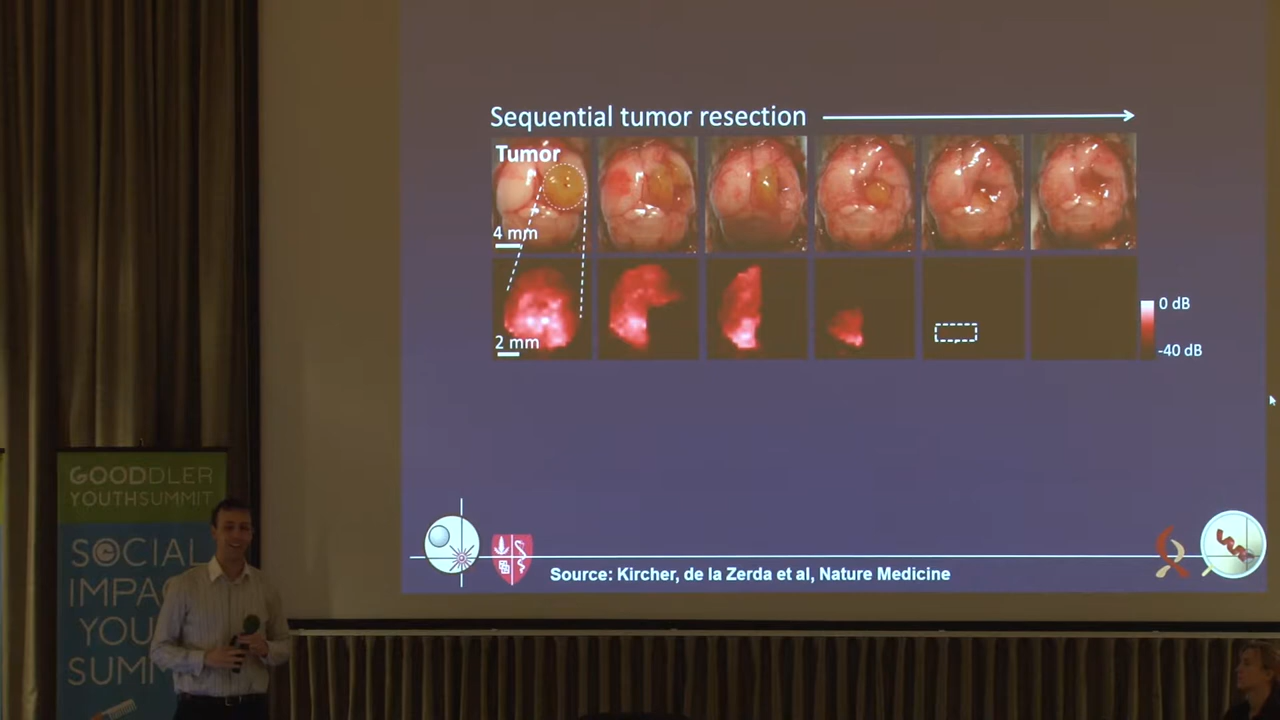 Sequential tumor resection
Tumor
4 mm
2 mm
0 dB
-40 dB
Source: Kircher, de la Zerda et al, Nature Medicine
GOODDLER
YOUTHSUMMIT
SOCIAL
IMPA
YOU
SUMM